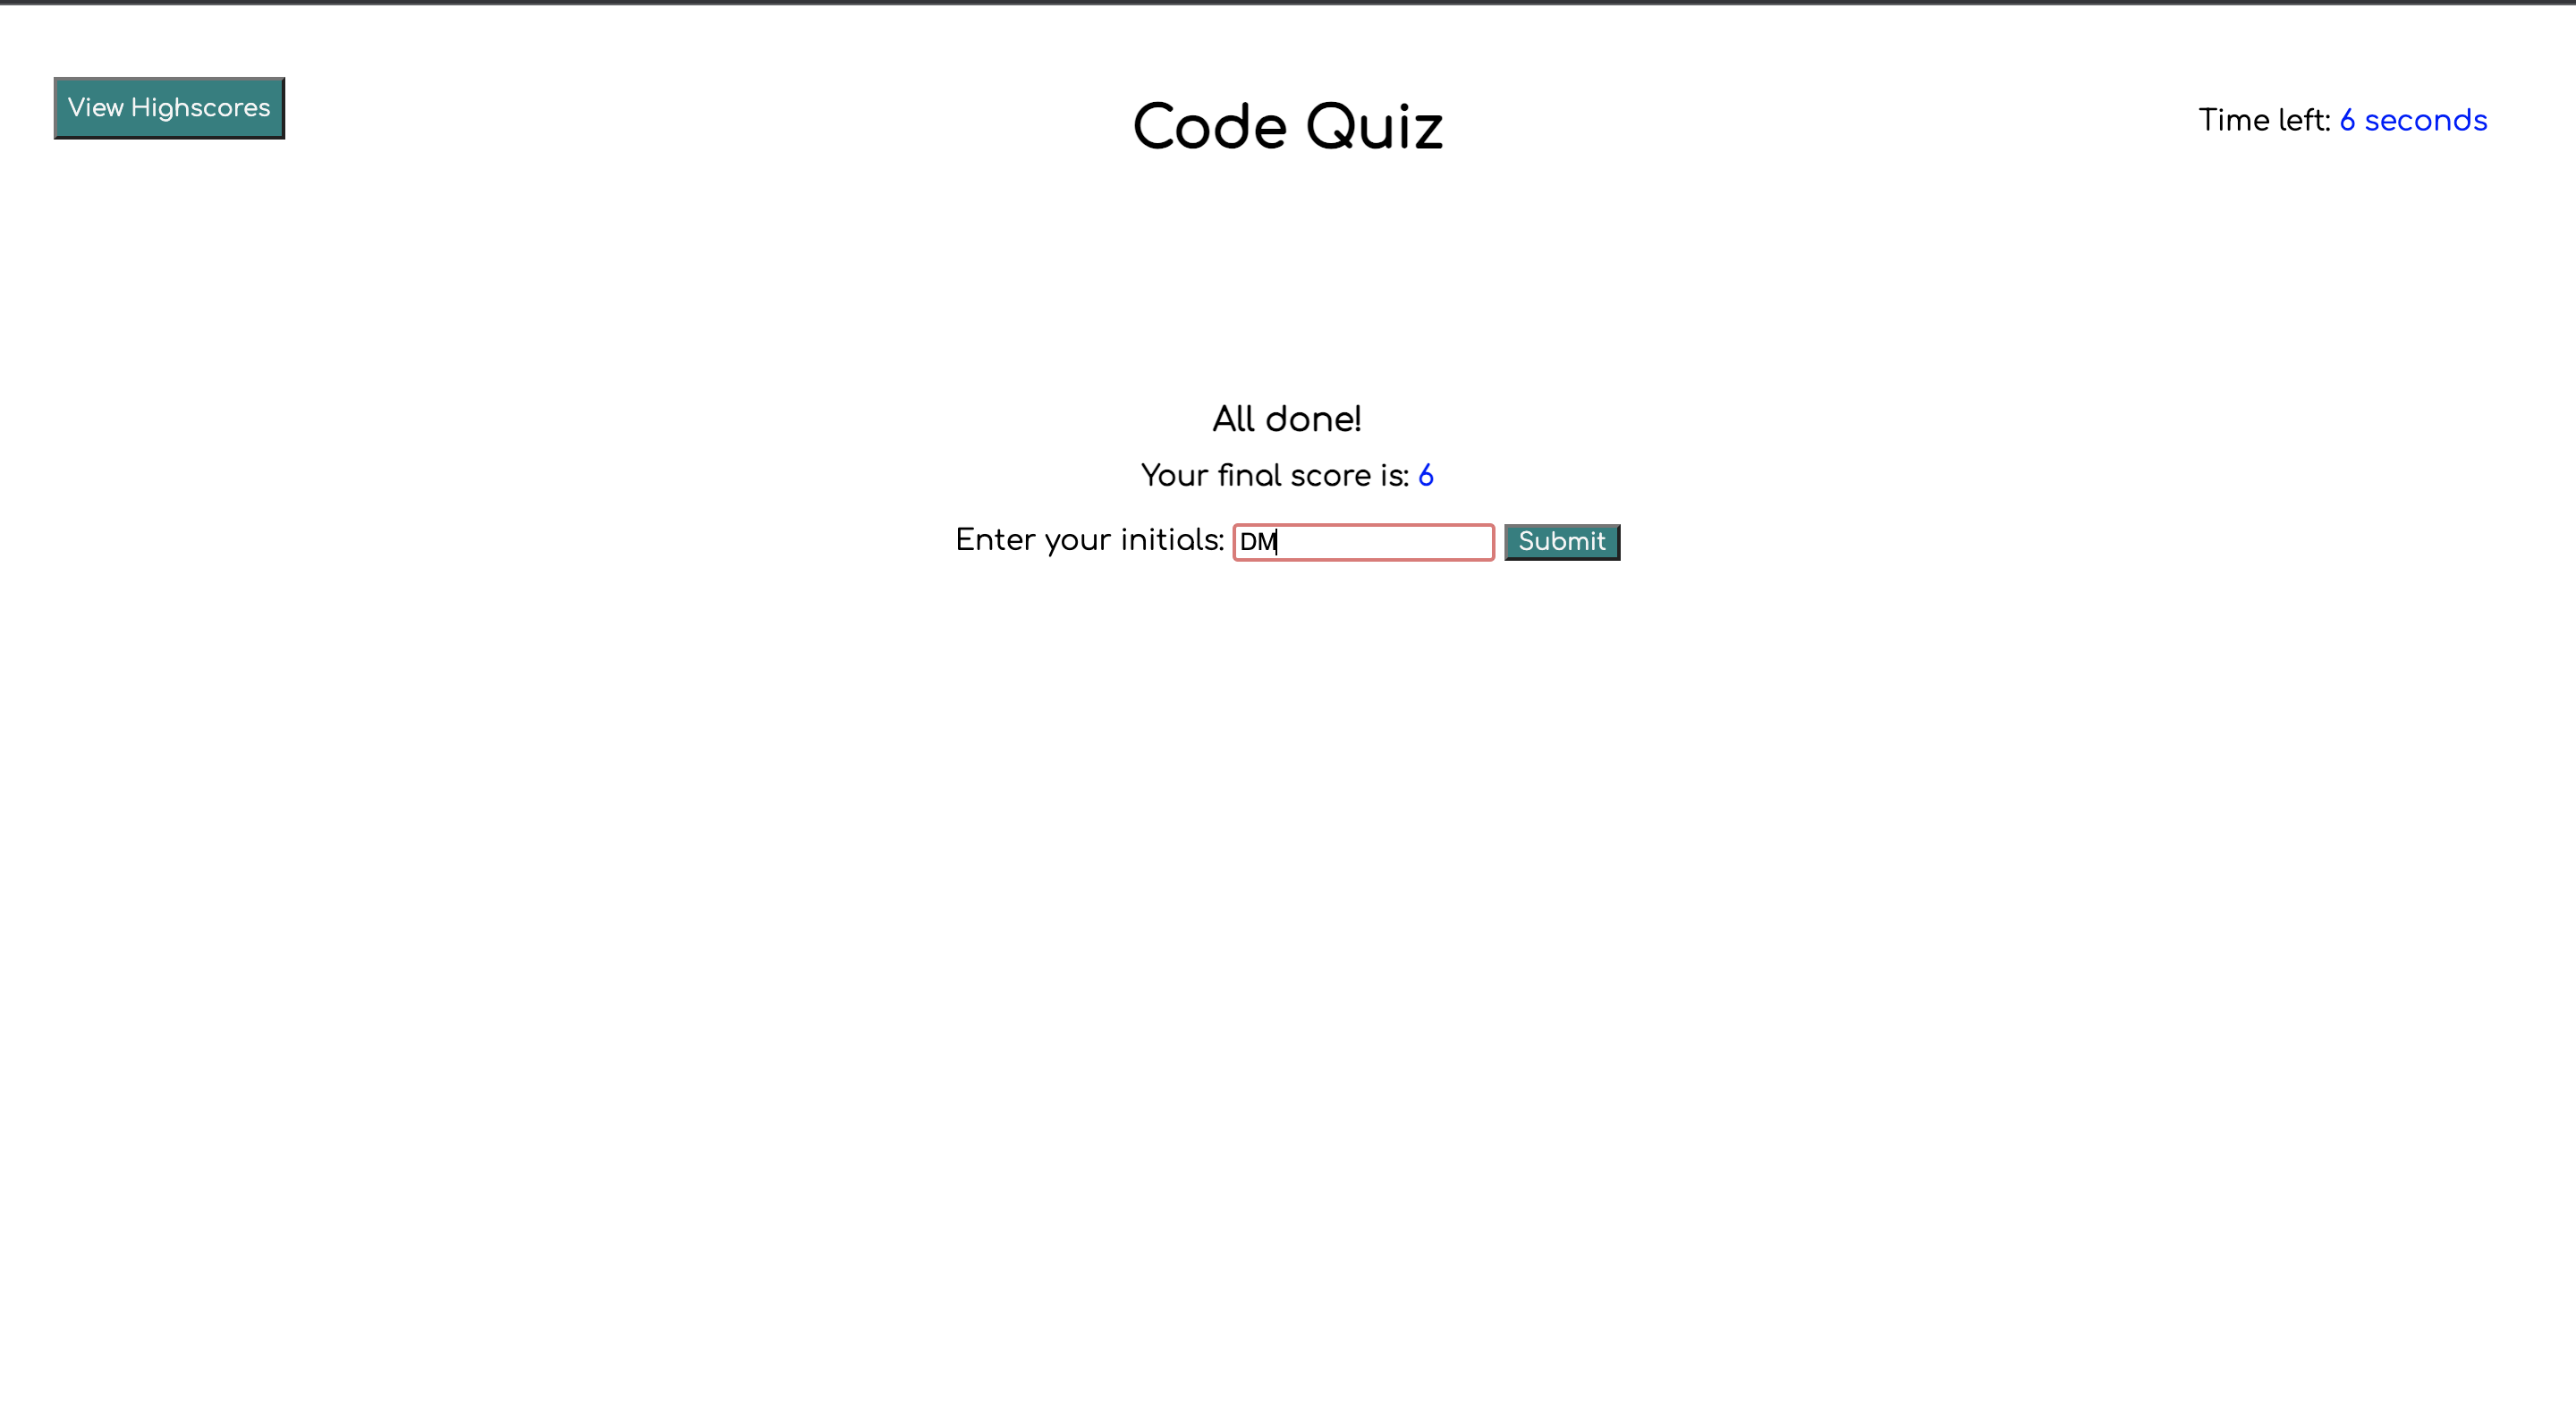 View Highscores
Code Quiz
Time left: 6 seconds
All done!
Your final score is: 6
Enter your initials: DM Submit